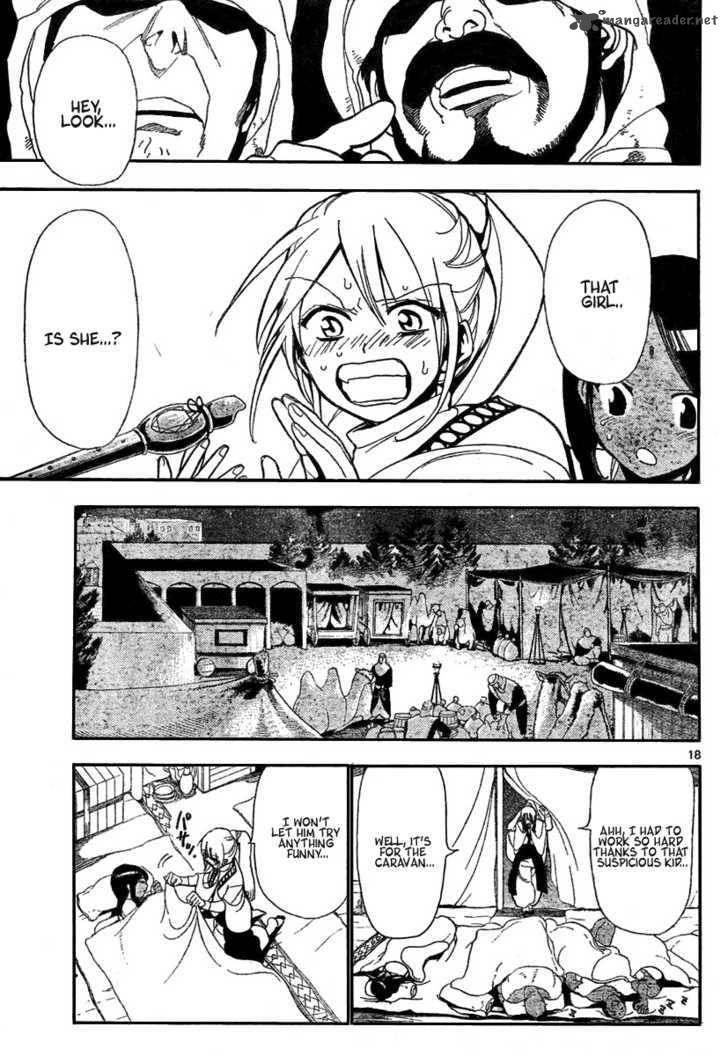 mangareader.net
HEY,
LOOK...
THAT
GIRL..
IS SHE...?
18
AHH, I HAD TO
WORK SO HARD
THANKS TO THAT
SUSPICIOUS KID..
WELL, IT'S
FOR THE
CARAVAN...
Z
Z
Z
I WON'T
LET HIM TRY
ANYTHING
FUNNY...